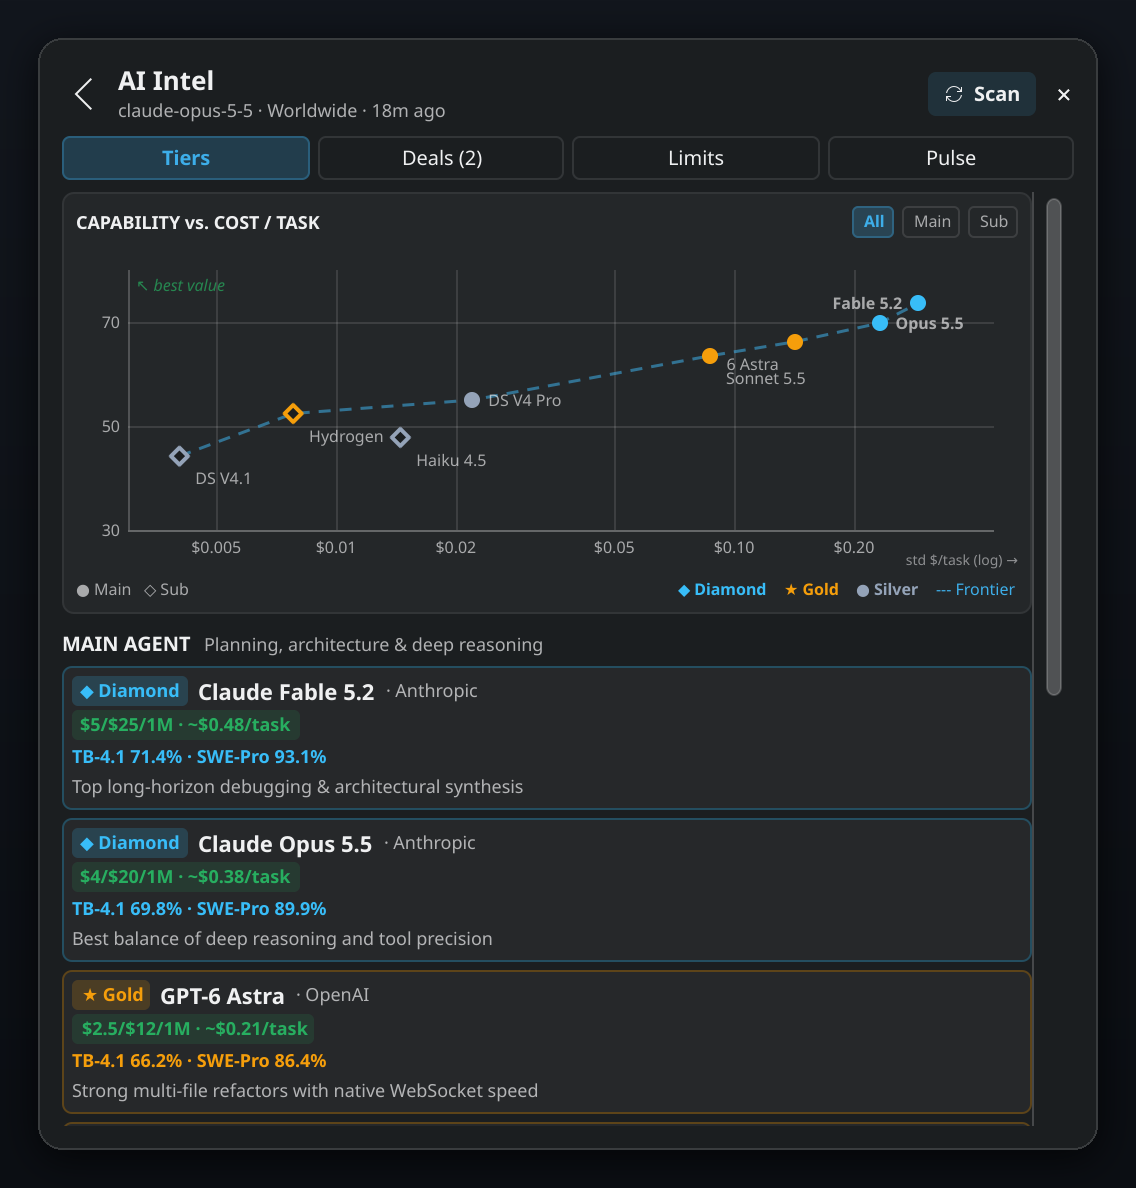 AI Intel
claude-opus-5-5 · Worldwide · 18m ago
Scan
×
Tiers
Deals (2)
Limits
Pulse
CAPABILITY vs. COST / TASK
All
Main
Sub
↖ best value
70
50
30
Fable 5.2
Opus 5.5
6 Astra
Sonnet 5.5
DS V4 Pro
Hydrogen
Haiku 4.5
DS V4.1
$0.005
$0.01
$0.02
$0.05
$0.10
$0.20
std $/task (log) →
● Main ◇ Sub
◆ Diamond ★ Gold ● Silver --- Frontier
MAIN AGENT Planning, architecture & deep reasoning
◆ Diamond Claude Fable 5.2 · Anthropic
$5/$25/1M · ~$0.48/task
TB-4.1 71.4% · SWE-Pro 93.1%
Top long-horizon debugging & architectural synthesis
◆ Diamond Claude Opus 5.5 · Anthropic
$4/$20/1M · ~$0.38/task
TB-4.1 69.8% · SWE-Pro 89.9%
Best balance of deep reasoning and tool precision
★ Gold GPT-6 Astra · OpenAI
$2.5/$12/1M · ~$0.21/task
TB-4.1 66.2% · SWE-Pro 86.4%
Strong multi-file refactors with native WebSocket speed